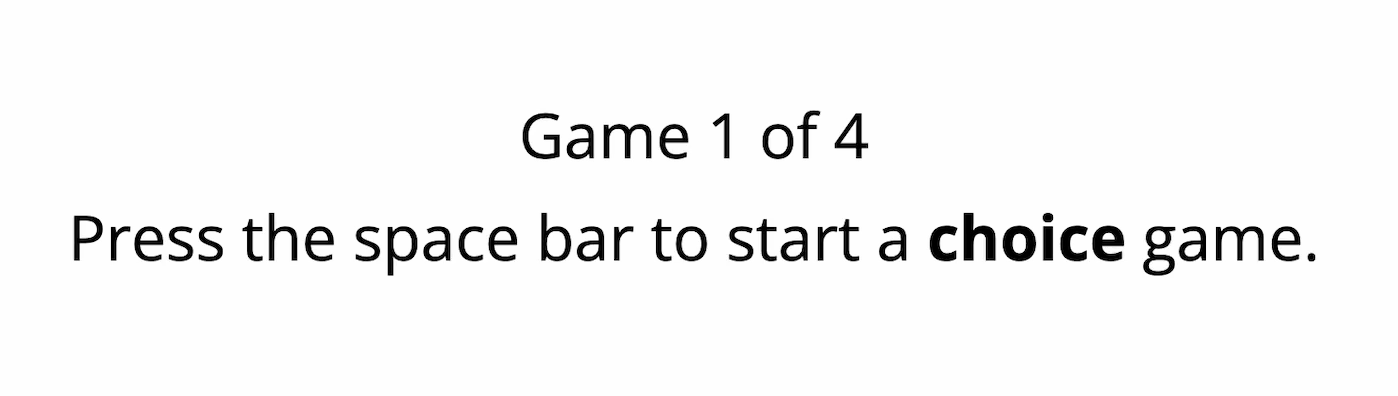 Game 1 of 4
Press the space bar to start a choice game.